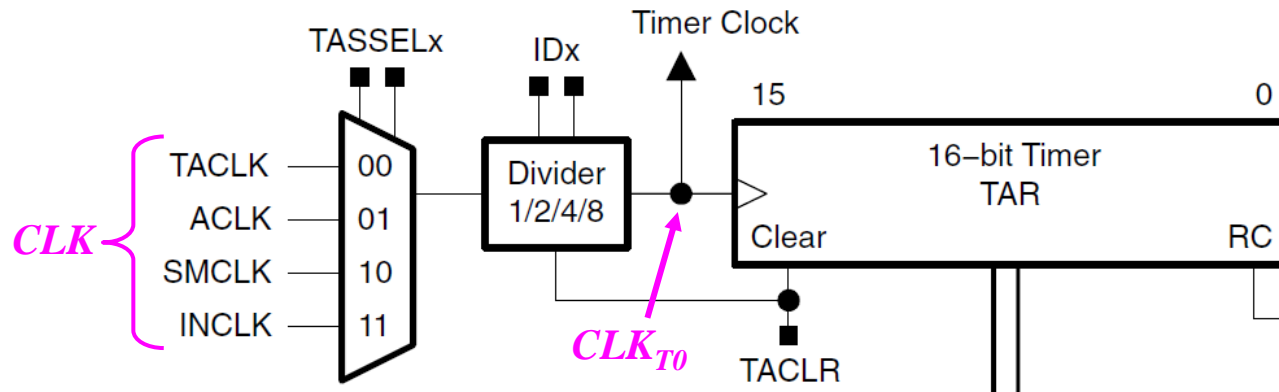 Timer Clock
TASSELx
IDx
15
0
TACLK
00
ACLK
01
SMCLK
10
INCLK
11
CLK
Divider
1/2/4/8
16−bit Timer
TAR
Clear
RC
CLKT0
TACLR